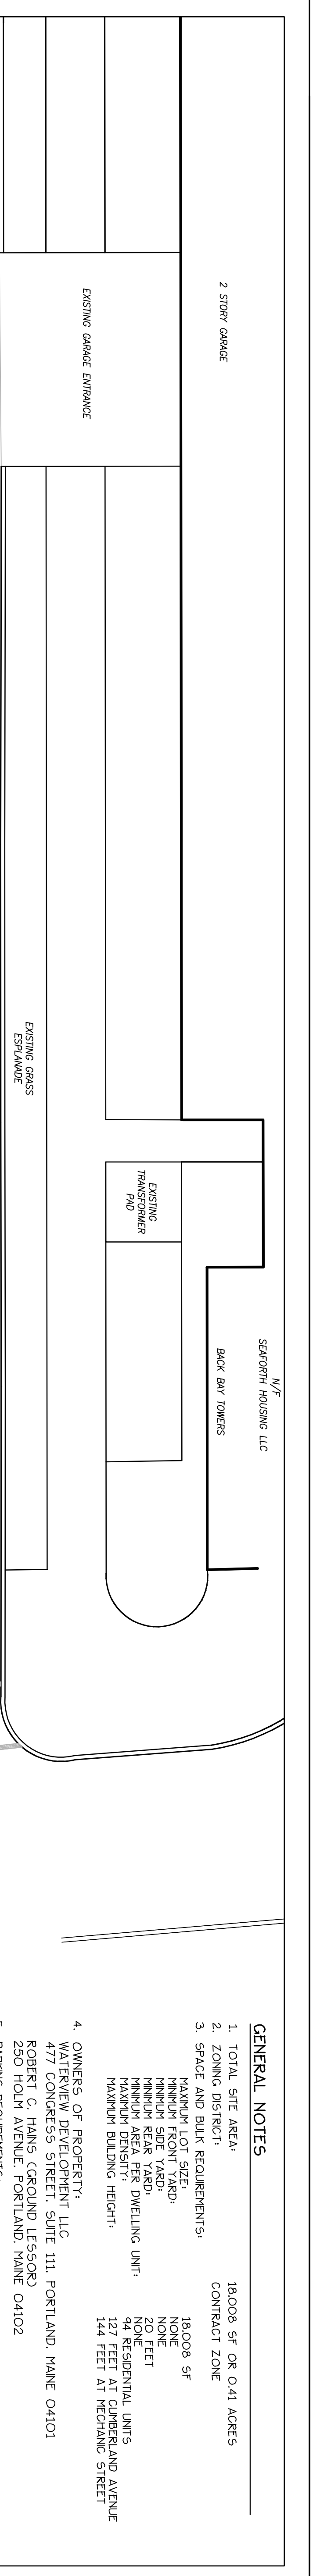 2 STORY GARAGE
EXISTING GARAGE ENTRANCE
EXISTING GRASS
ESPLANADE
EXISTING
TRANSFORMER
PAD
N/F
SEAFORTH HOUSING LLC
BACK BAY TOWERS
GENERAL NOTES
1. TOTAL SITE AREA: 18,008 SF OR 0.41 ACRES
2. ZONING DISTRICT: CONTRACT ZONE
3. SPACE AND BULK REQUIREMENTS:
MAXIMUM LOT SIZE: 18,008 SF
MINIMUM FRONT YARD: NONE
MINIMUM SIDE YARD: NONE
MINIMUM REAR YARD: 20 FEET
MINIMUM AREA PER DWELLING UNIT: NONE
MAXIMUM DENSITY: 94 RESIDENTIAL UNITS
MAXIMUM BUILDING HEIGHT: 127 FEET AT CUMBERLAND AVENUE
144 FEET AT MECHANIC STREET
4. OWNERS OF PROPERTY:
WATERVIEW DEVELOPMENT LLC
477 CONGRESS STREET, SUITE 111, PORTLAND, MAINE 04101
ROBERT C. HAINS (GROUND LESSOR)
250 HOLM AVENUE, PORTLAND, MAINE 04102